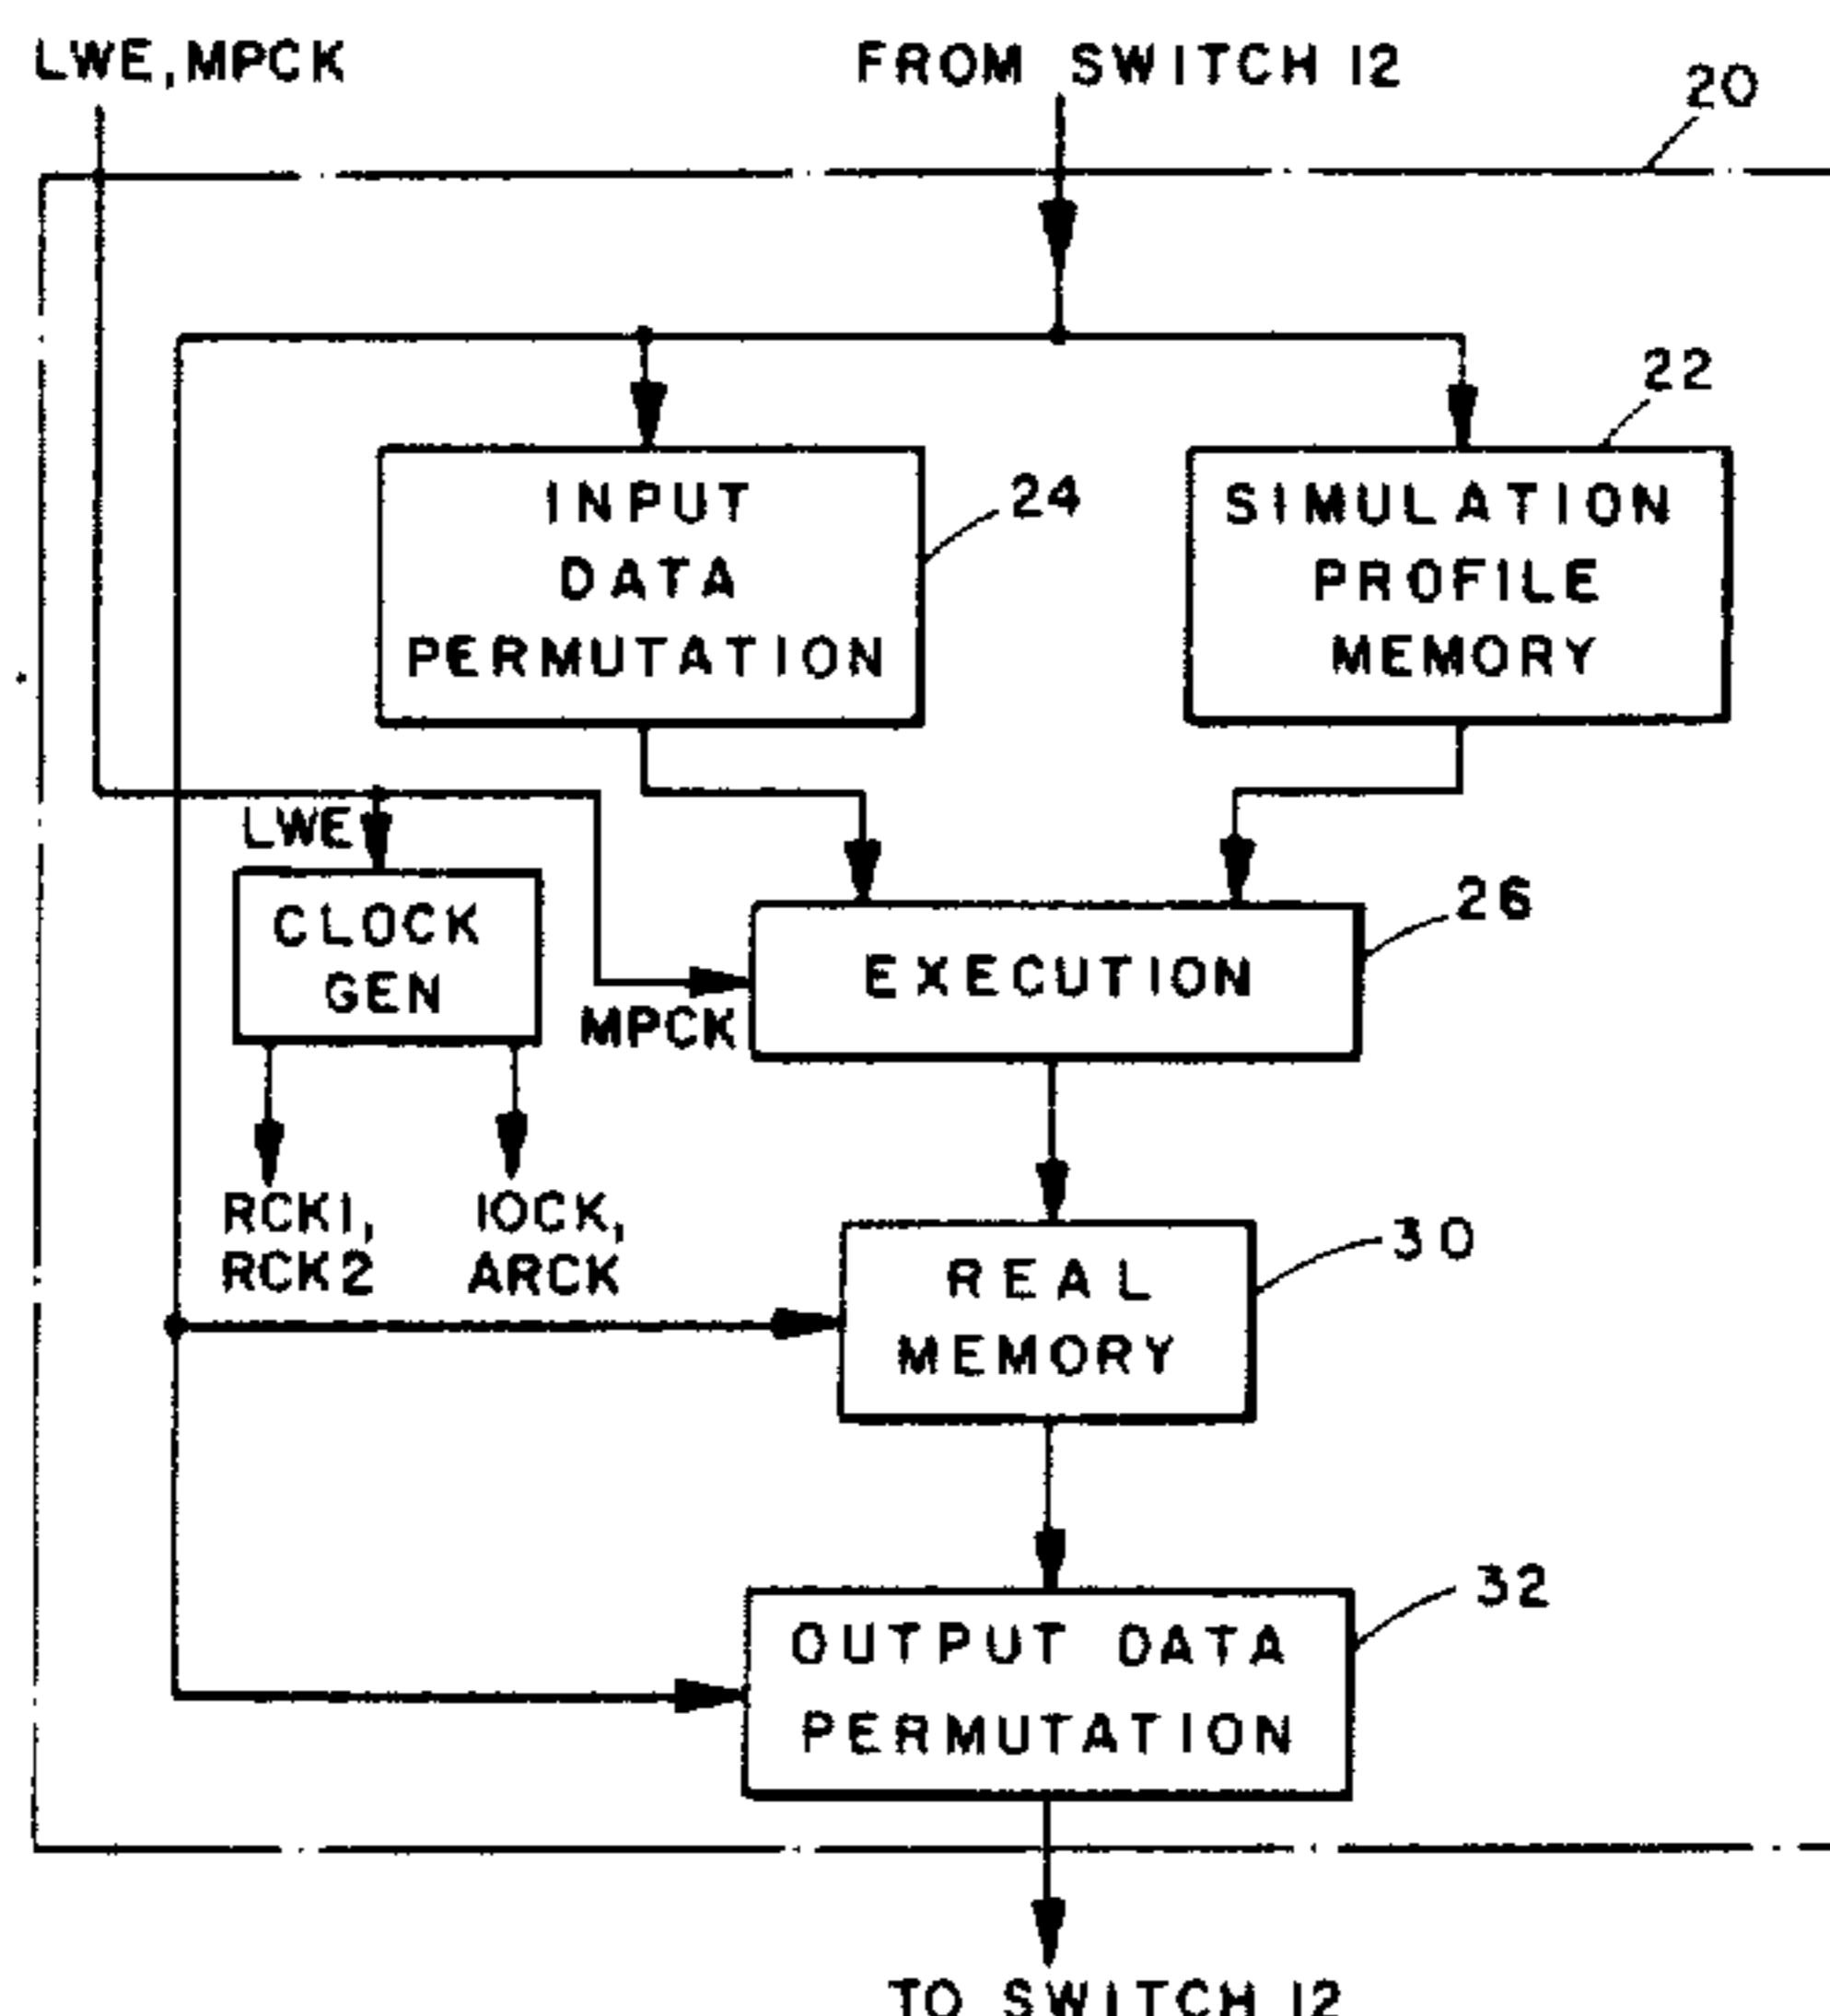 LWE,MPCK
FROM SWITCH 12
20
22
INPUT
DATA
PERMUTATION
24
SIMULATION
PROFILE
MEMORY
LWE
CLOCK
GEN
MPCK
EXECUTION
26
RCK1,
RCK2
IOCK,
ARCK
REAL
MEMORY
30
OUTPUT DATA
PERMUTATION
32
TO SWITCH 12